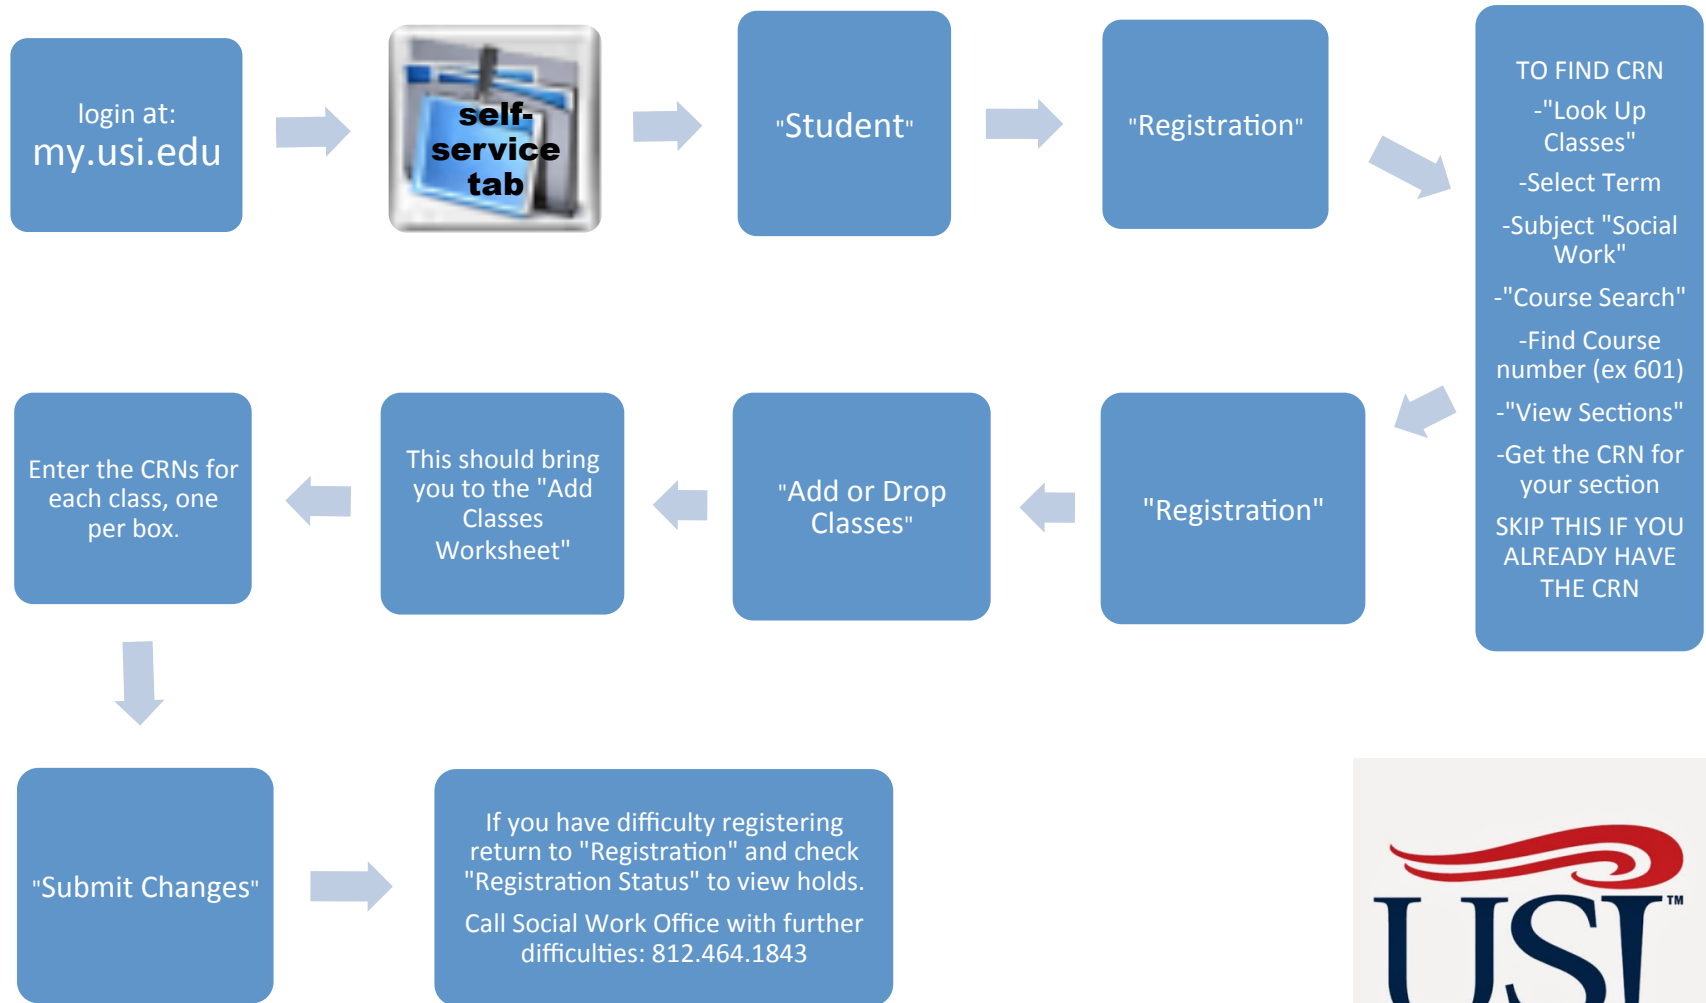 login at:
my.usi.edu
self-
service
tab
"Student"
"Registration"
TO FIND CRN
-"Look Up
Classes"
-Select Term
-Subject "Social
Work"
-"Course Search"
-Find Course
number (ex 601)
-"View Sections"
-Get the CRN for
your section
SKIP THIS IF YOU
ALREADY HAVE
THE CRN
"Registration"
"Add or Drop
Classes"
This should bring
you to the "Add
Classes
Worksheet"
Enter the CRNs for
each class, one
per box.
"Submit Changes"
If you have difficulty registering
return to "Registration" and check
"Registration Status" to view holds.
Call Social Work Office with further
difficulties: 812.464.1843
USI™